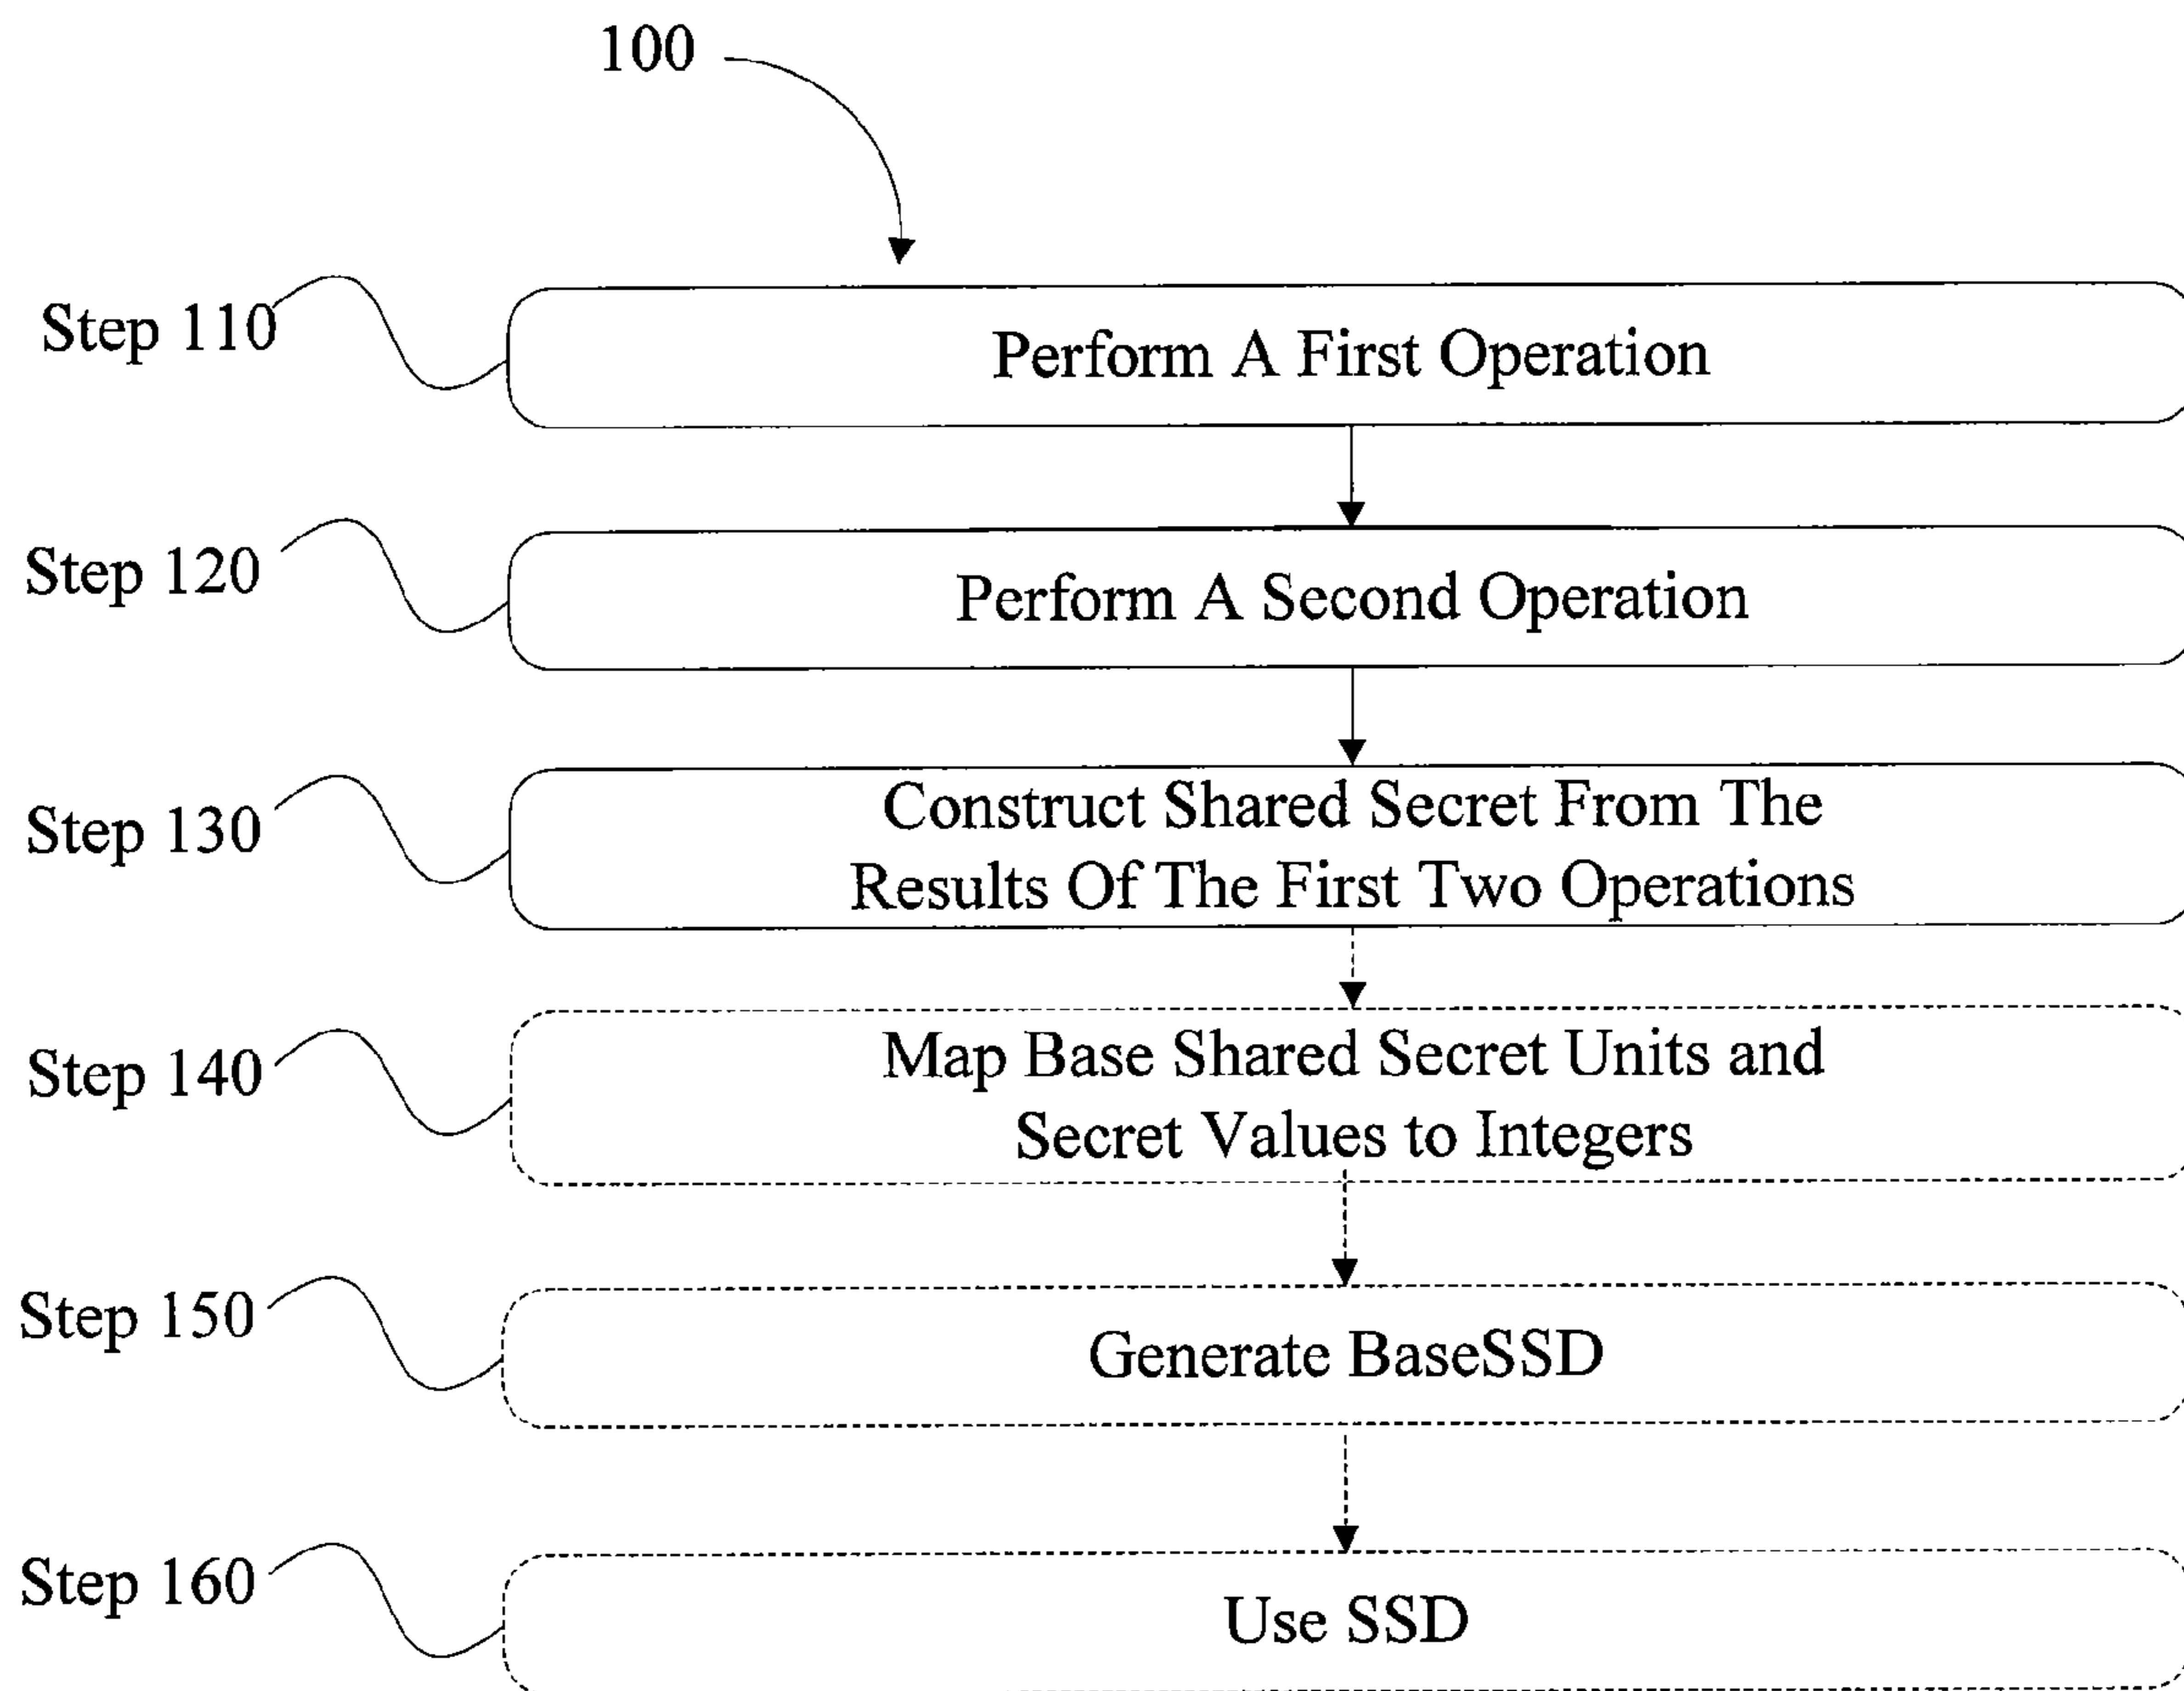 100
Step 110
Perform A First Operation
Step 120
Perform A Second Operation
Step 130
Construct Shared Secret From The
Results Of The First Two Operations
Step 140
Map Base Shared Secret Units and
Secret Values to Integers
Step 150
Generate BaseSSD
Step 160
Use SSD